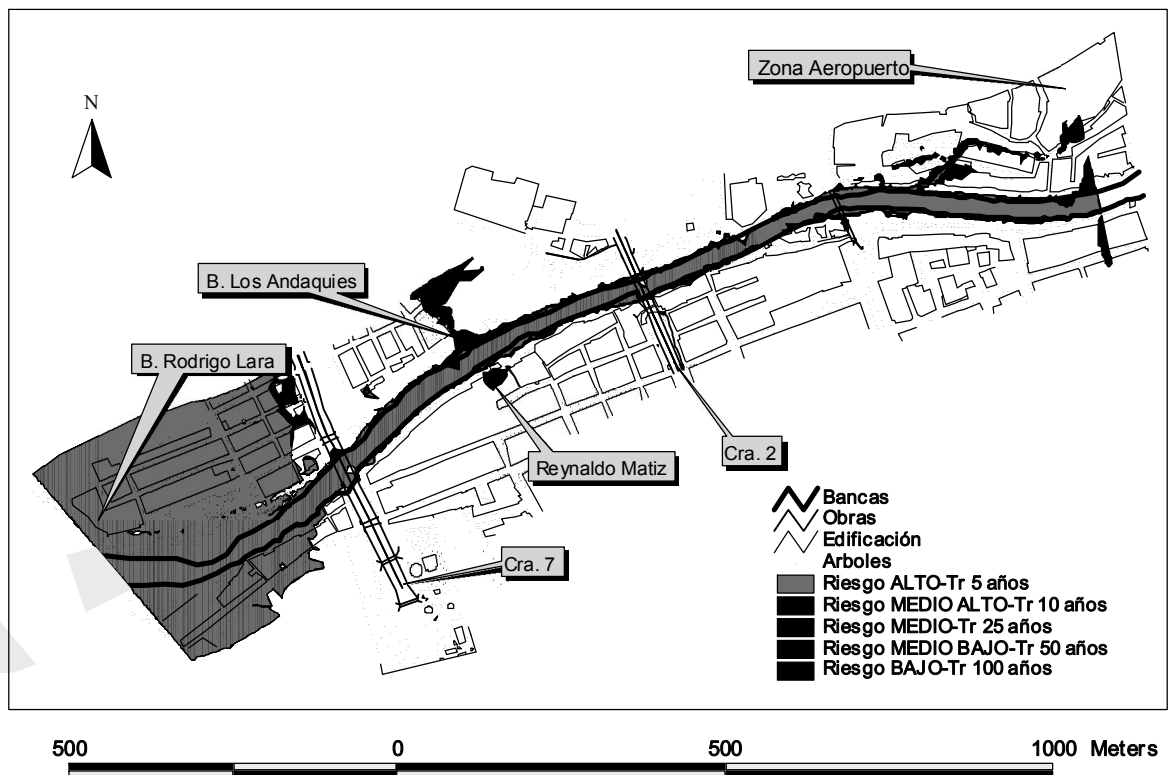 Zona Aeropuerto
N
B. Los Andaquies
B. Rodrigo Lara
Reynaldo Matiz
Cra. 2
Cra. 7
Bancas
Obras
Edificación
Arboles
Riesgo ALTO-Tr 5 años
Riesgo MEDIO ALTO-Tr 10 años
Riesgo MEDIO-Tr 25 años
Riesgo MEDIO BAJO-Tr 50 años
Riesgo BAJO-Tr 100 años
500 0 500 1000 Meters